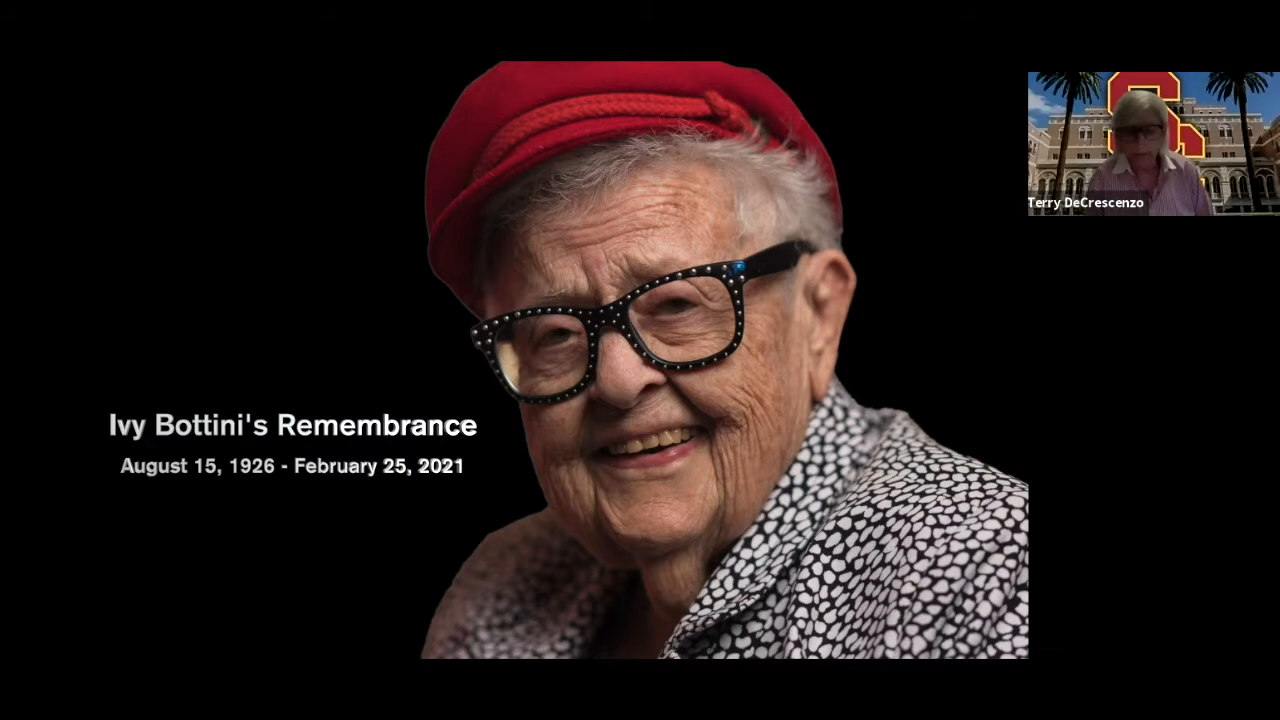 Ivy Bottini's Remembrance
August 15, 1926 - February 25, 2021
Terry DeCrescenzo